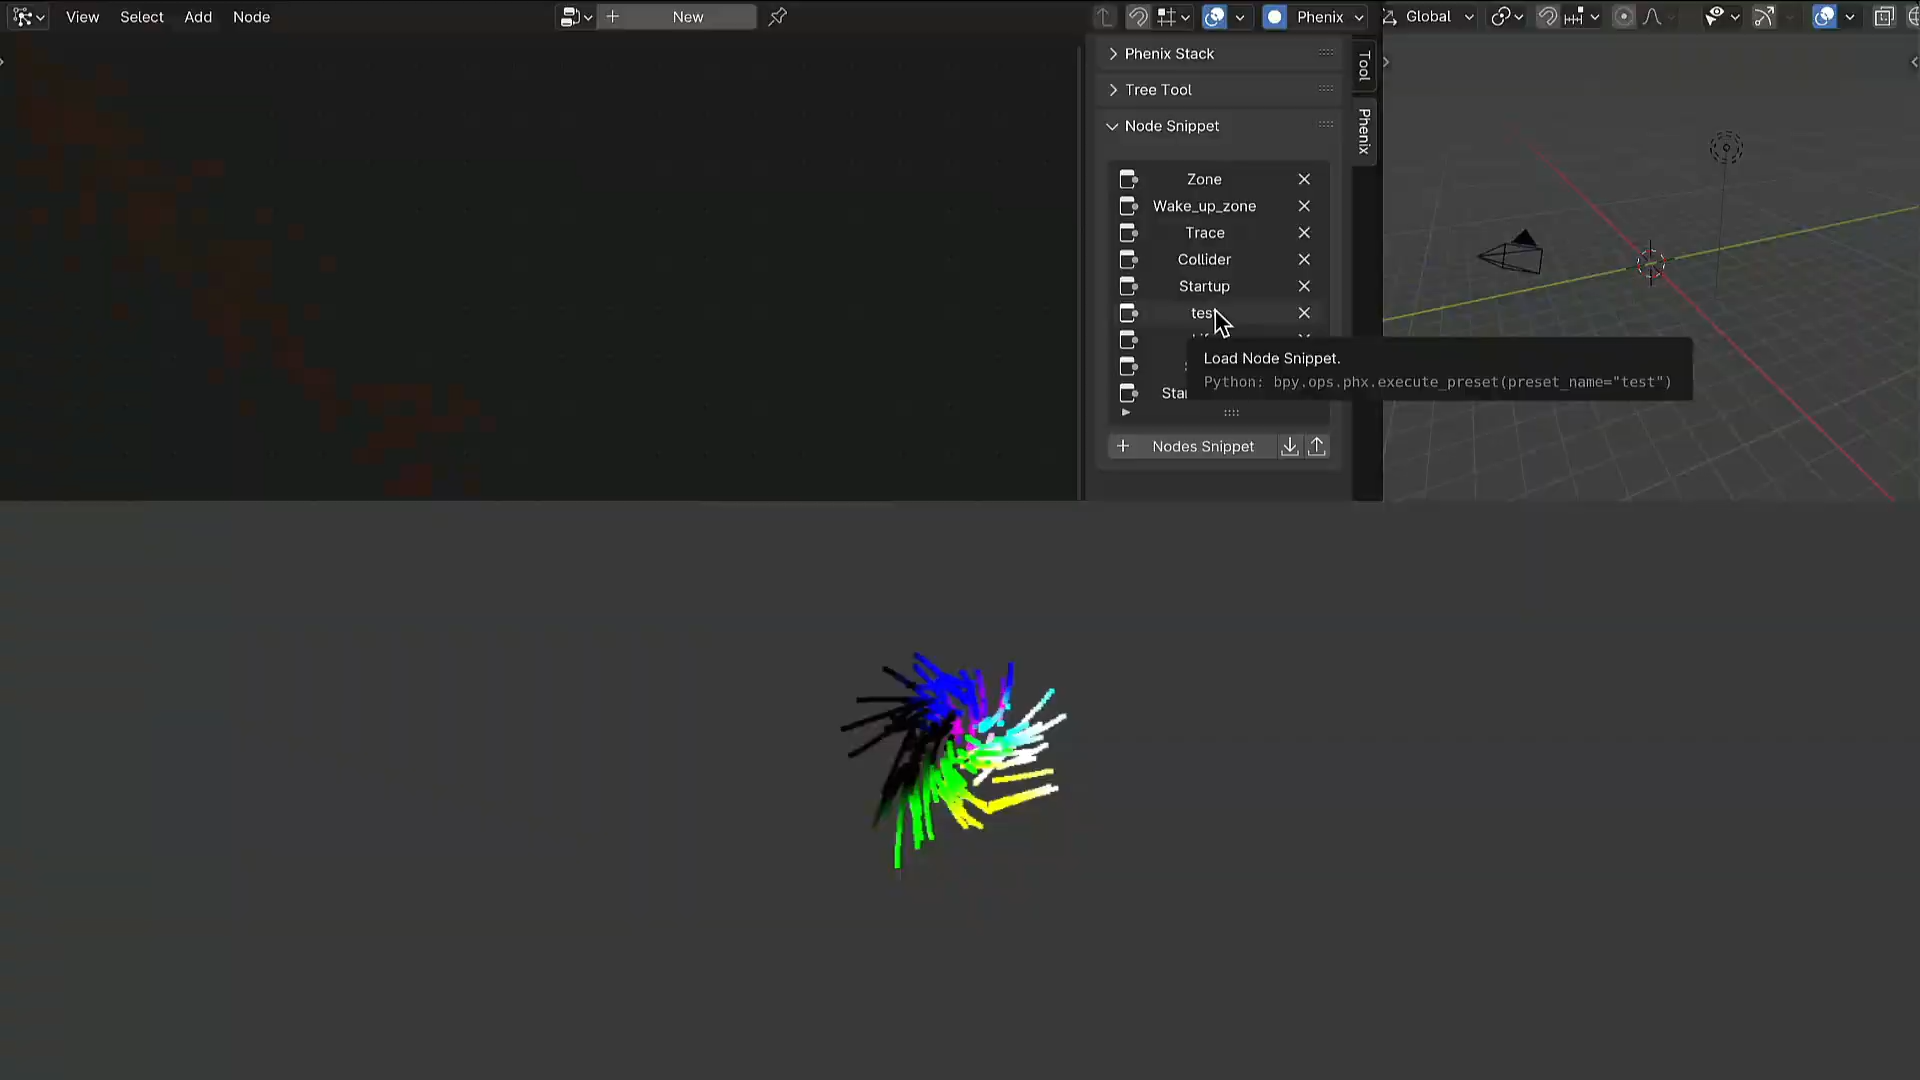 View Select Add Node New Phenix Global
Phenix Stack
Tree Tool
Node Snippet
Tool
Phenix
Zone
Wake_up_zone
Trace
Collider
Startup
Load Node Snippet.
Python: bpy.ops.phx.execute_preset(preset_name="test")
Nodes Snippet